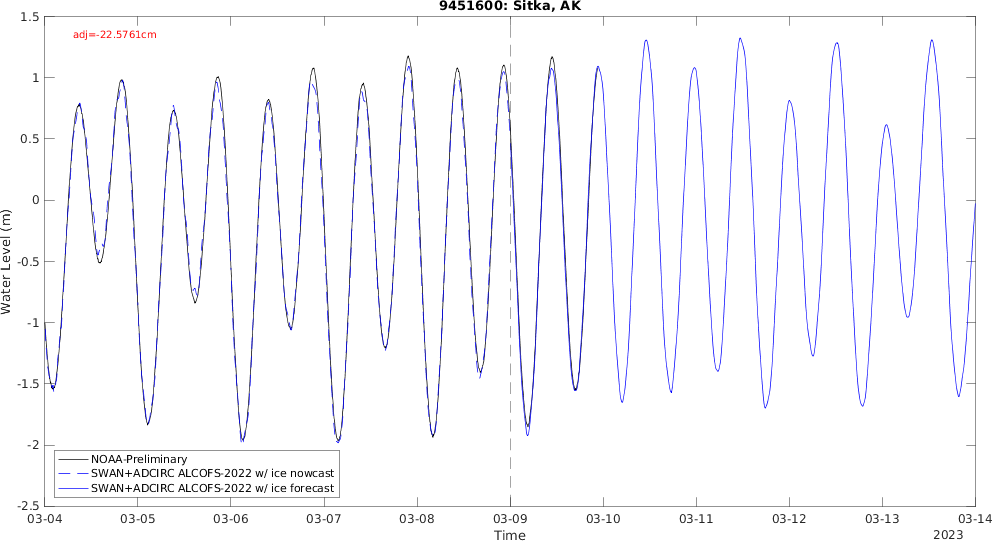 9451600: Sitka, AK
adj=-22.5761cm
1.5
1
0.5
0
-0.5
-1
-1.5
-2
-2.5
Water Level (m)
NOAA-Preliminary
SWAN+ADCIRC ALCOFS-2022 w/ ice nowcast
SWAN+ADCIRC ALCOFS-2022 w/ ice forecast
03-04 03-05 03-06 03-07 03-08 03-09 03-10 03-11 03-12 03-13 03-14
Time
2023